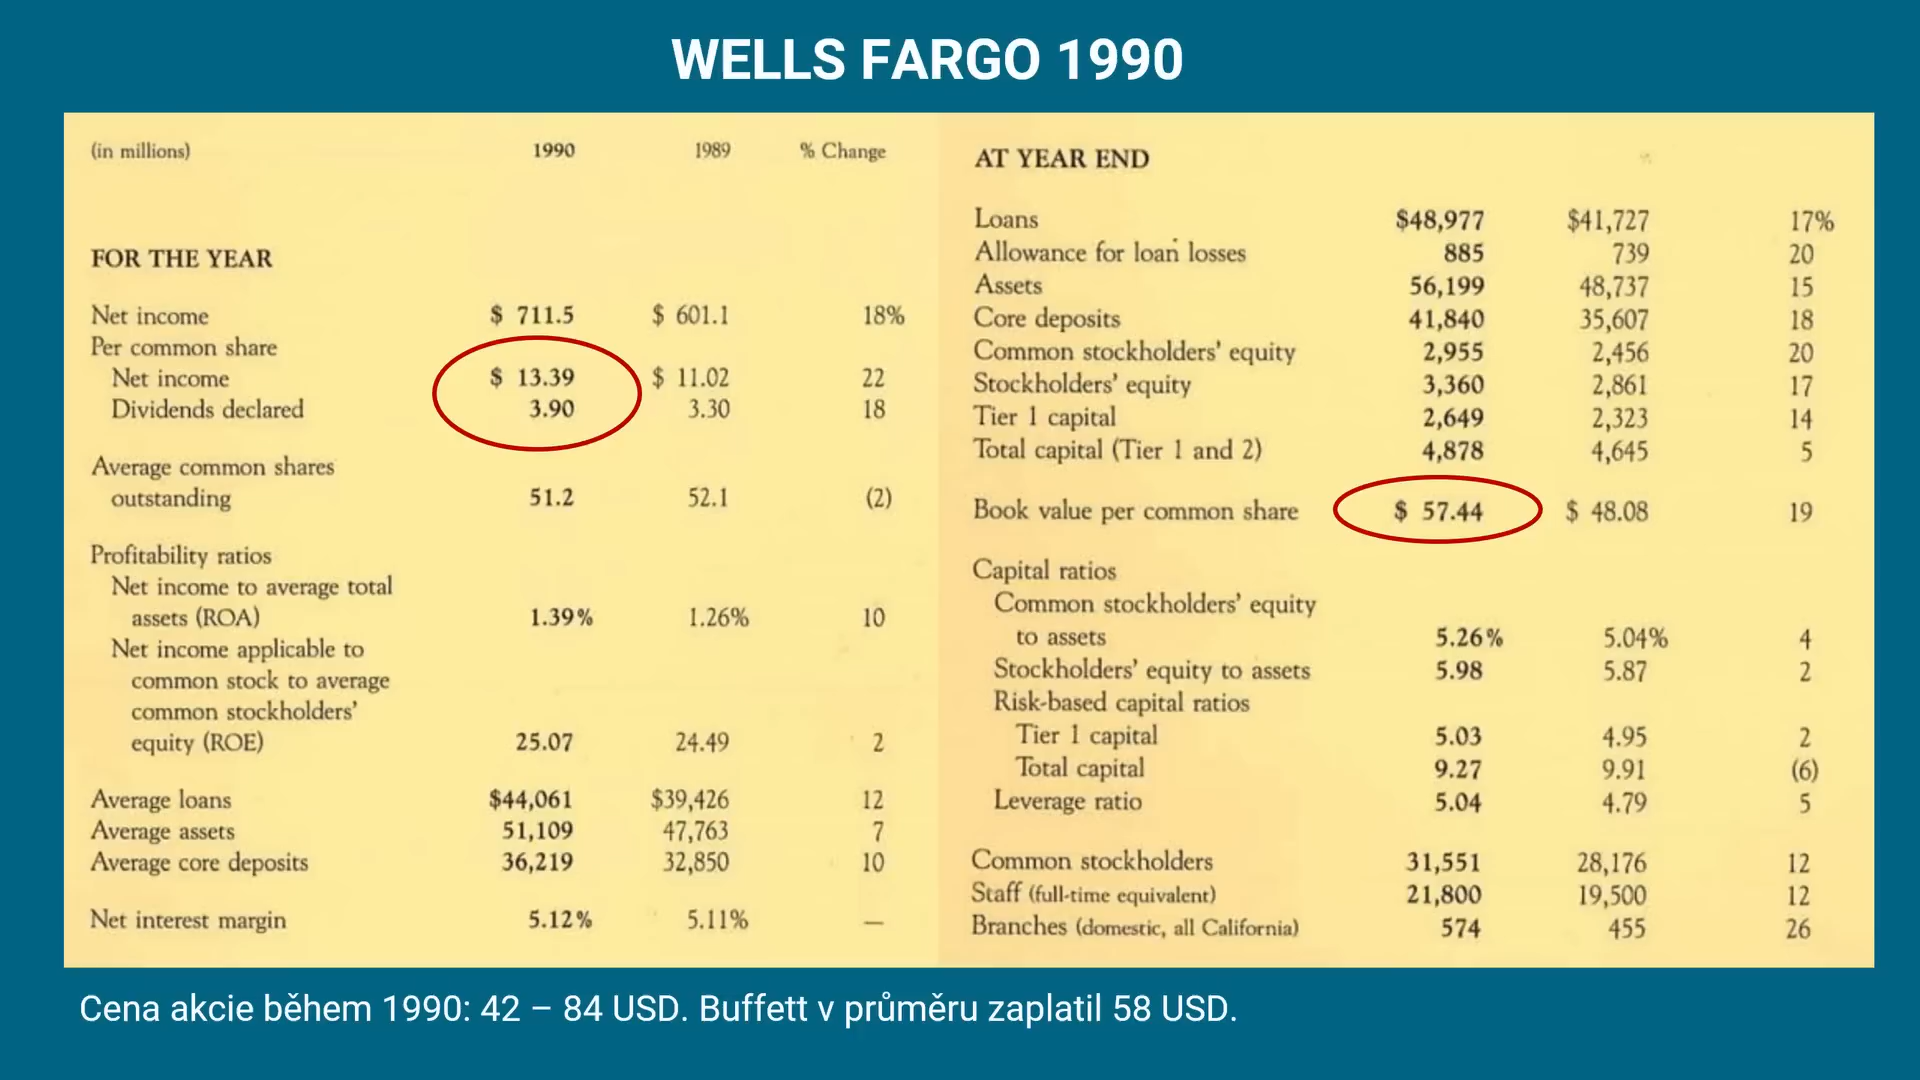 WELLS FARGO 1990
(in millions) 1990 1989 % Change
FOR THE YEAR
Net income $ 711.5 $ 601.1 18%
Per common share
Net income $ 13.39 $ 11.02 22
Dividends declared 3.90 3.30 18
Average common shares
outstanding 51.2 52.1 (2)
Profitability ratios
Net income to average total
assets (ROA) 1.39% 1.26% 10
Net income applicable to
common stock to average
common stockholders'
equity (ROE) 25.07 24.49 2
Average loans $44,061 $39,426 12
Average assets 51,109 47,763 7
Average core deposits 36,219 32,850 10
Net interest margin 5.12% 5.11% —
AT YEAR END
Loans $48,977 $41,727 17%
Allowance for loan losses 885 739 20
Assets 56,199 48,737 15
Core deposits 41,840 35,607 18
Common stockholders' equity 2,955 2,456 20
Stockholders' equity 3,360 2,861 17
Tier 1 capital 2,649 2,323 14
Total capital (Tier 1 and 2) 4,878 4,645 5
Book value per common share $ 57.44 $ 48.08 19
Capital ratios
Common stockholders' equity
to assets 5.26% 5.04% 4
Stockholders' equity to assets 5.98 5.87 2
Risk-based capital ratios
Tier 1 capital 5.03 4.95 2
Total capital 9.27 9.91 (6)
Leverage ratio 5.04 4.79 5
Common stockholders 31,551 28,176 12
Staff (full-time equivalent) 21,800 19,500 12
Branches (domestic, all California) 574 455 26
Cena akcie během 1990: 42 – 84 USD. Buffett v průměru zaplatil 58 USD.